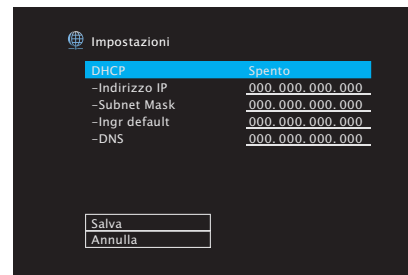 Impostazioni
DHCP Spento
-Indirizzo IP 000.000.000.000
-Subnet Mask 000.000.000.000
-Ingr default 000.000.000.000
-DNS 000.000.000.000
Salva
Annulla